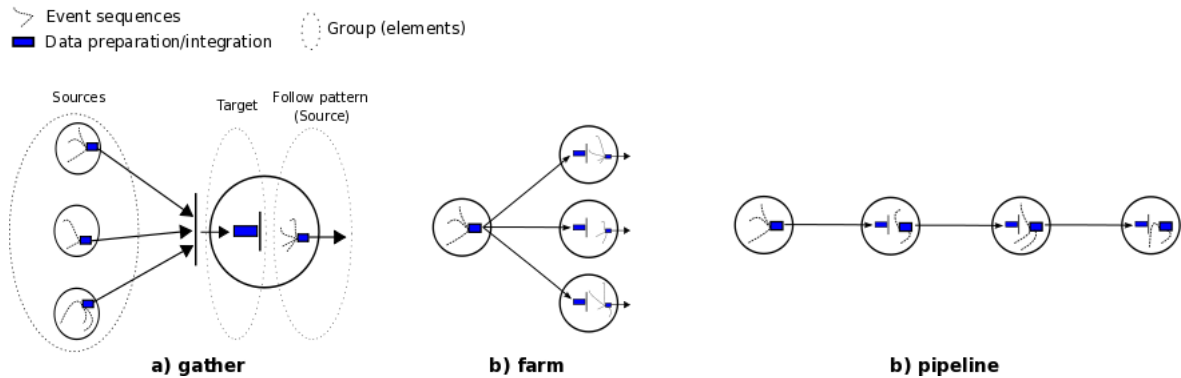 Event sequences
Data preparation/integration
Group (elements)
Sources
Target
Follow pattern
(Source)
a) gather
b) farm
b) pipeline